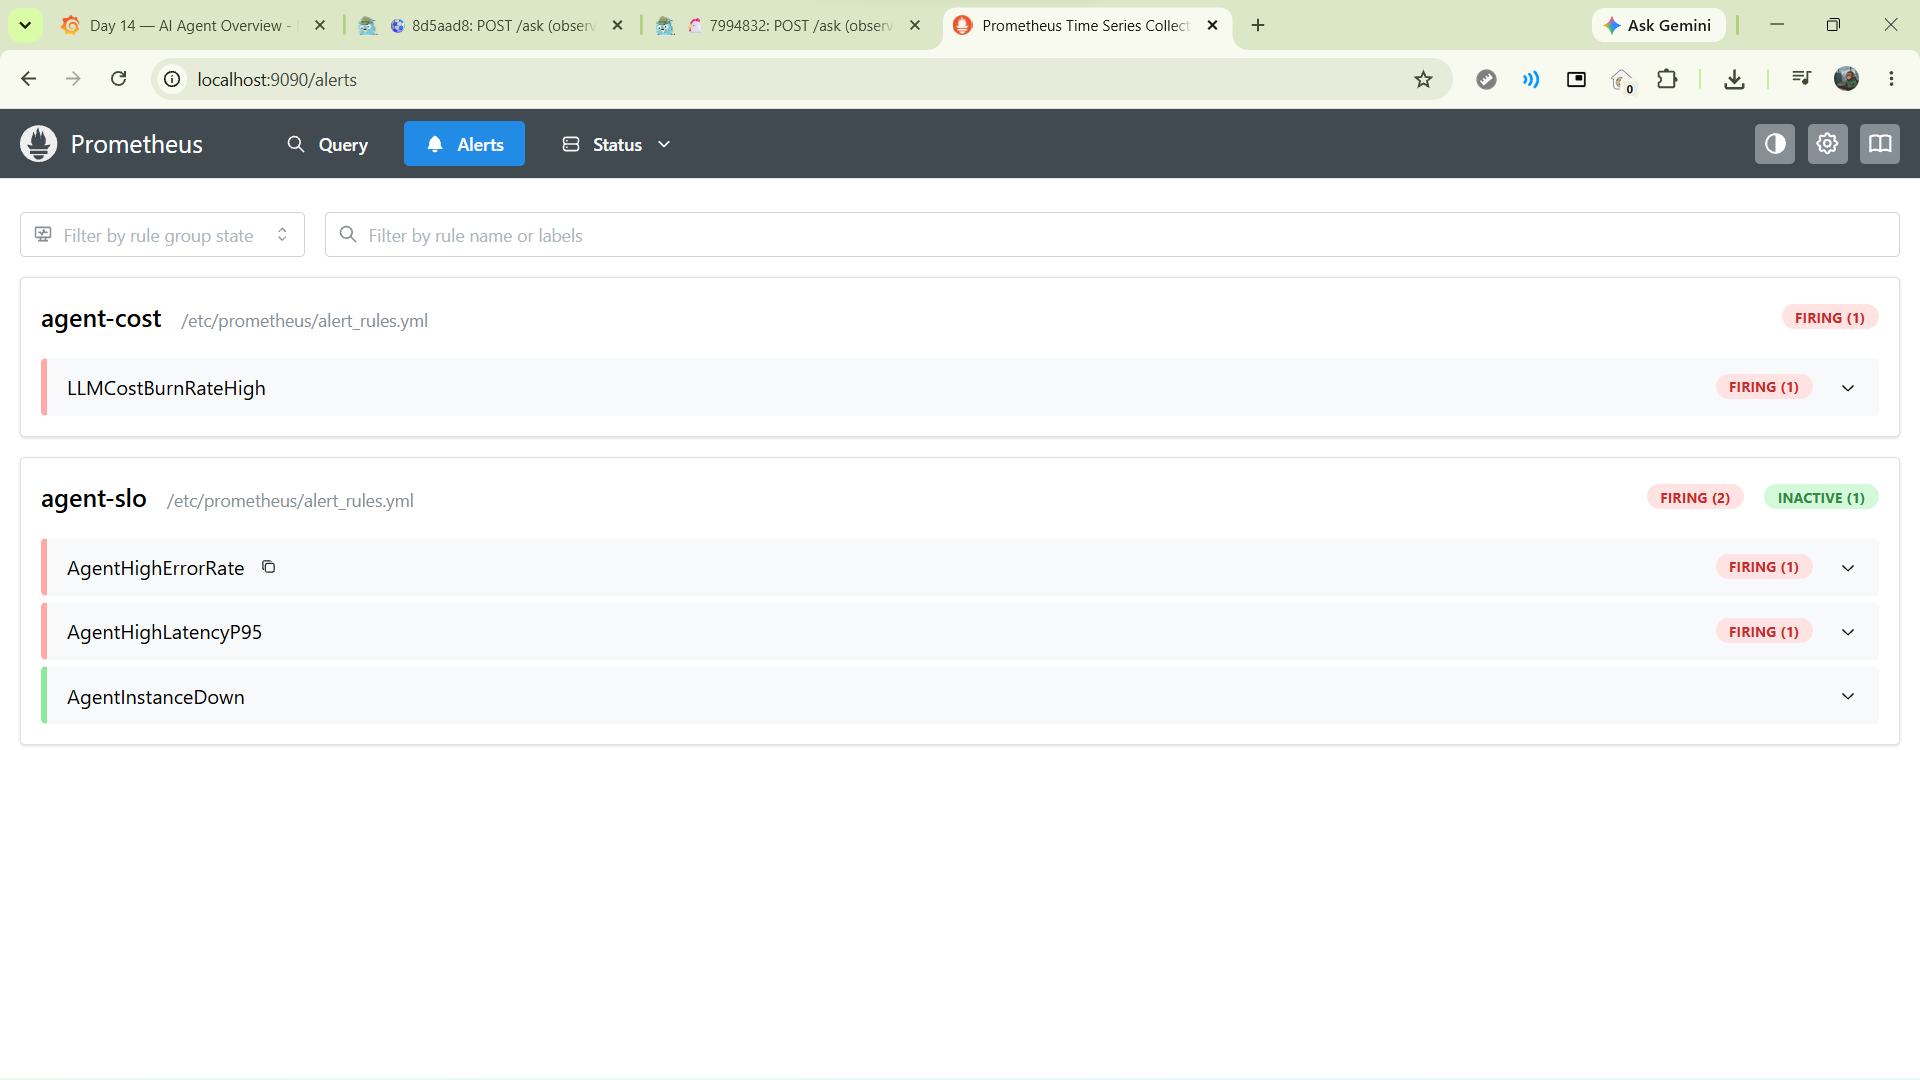 Day 14 — AI Agent Overview -
8d5aad8: POST /ask (observ
7994832: POST /ask (observ
Prometheus Time Series Collect
Ask Gemini
localhost:9090/alerts
0
Prometheus
Query
Alerts
Status
Filter by rule group state
Filter by rule name or labels
agent-cost /etc/prometheus/alert_rules.yml FIRING (1)
LLMCostBurnRateHigh FIRING (1)
agent-slo /etc/prometheus/alert_rules.yml FIRING (2) INACTIVE (1)
AgentHighErrorRate FIRING (1)
AgentHighLatencyP95 FIRING (1)
AgentInstanceDown